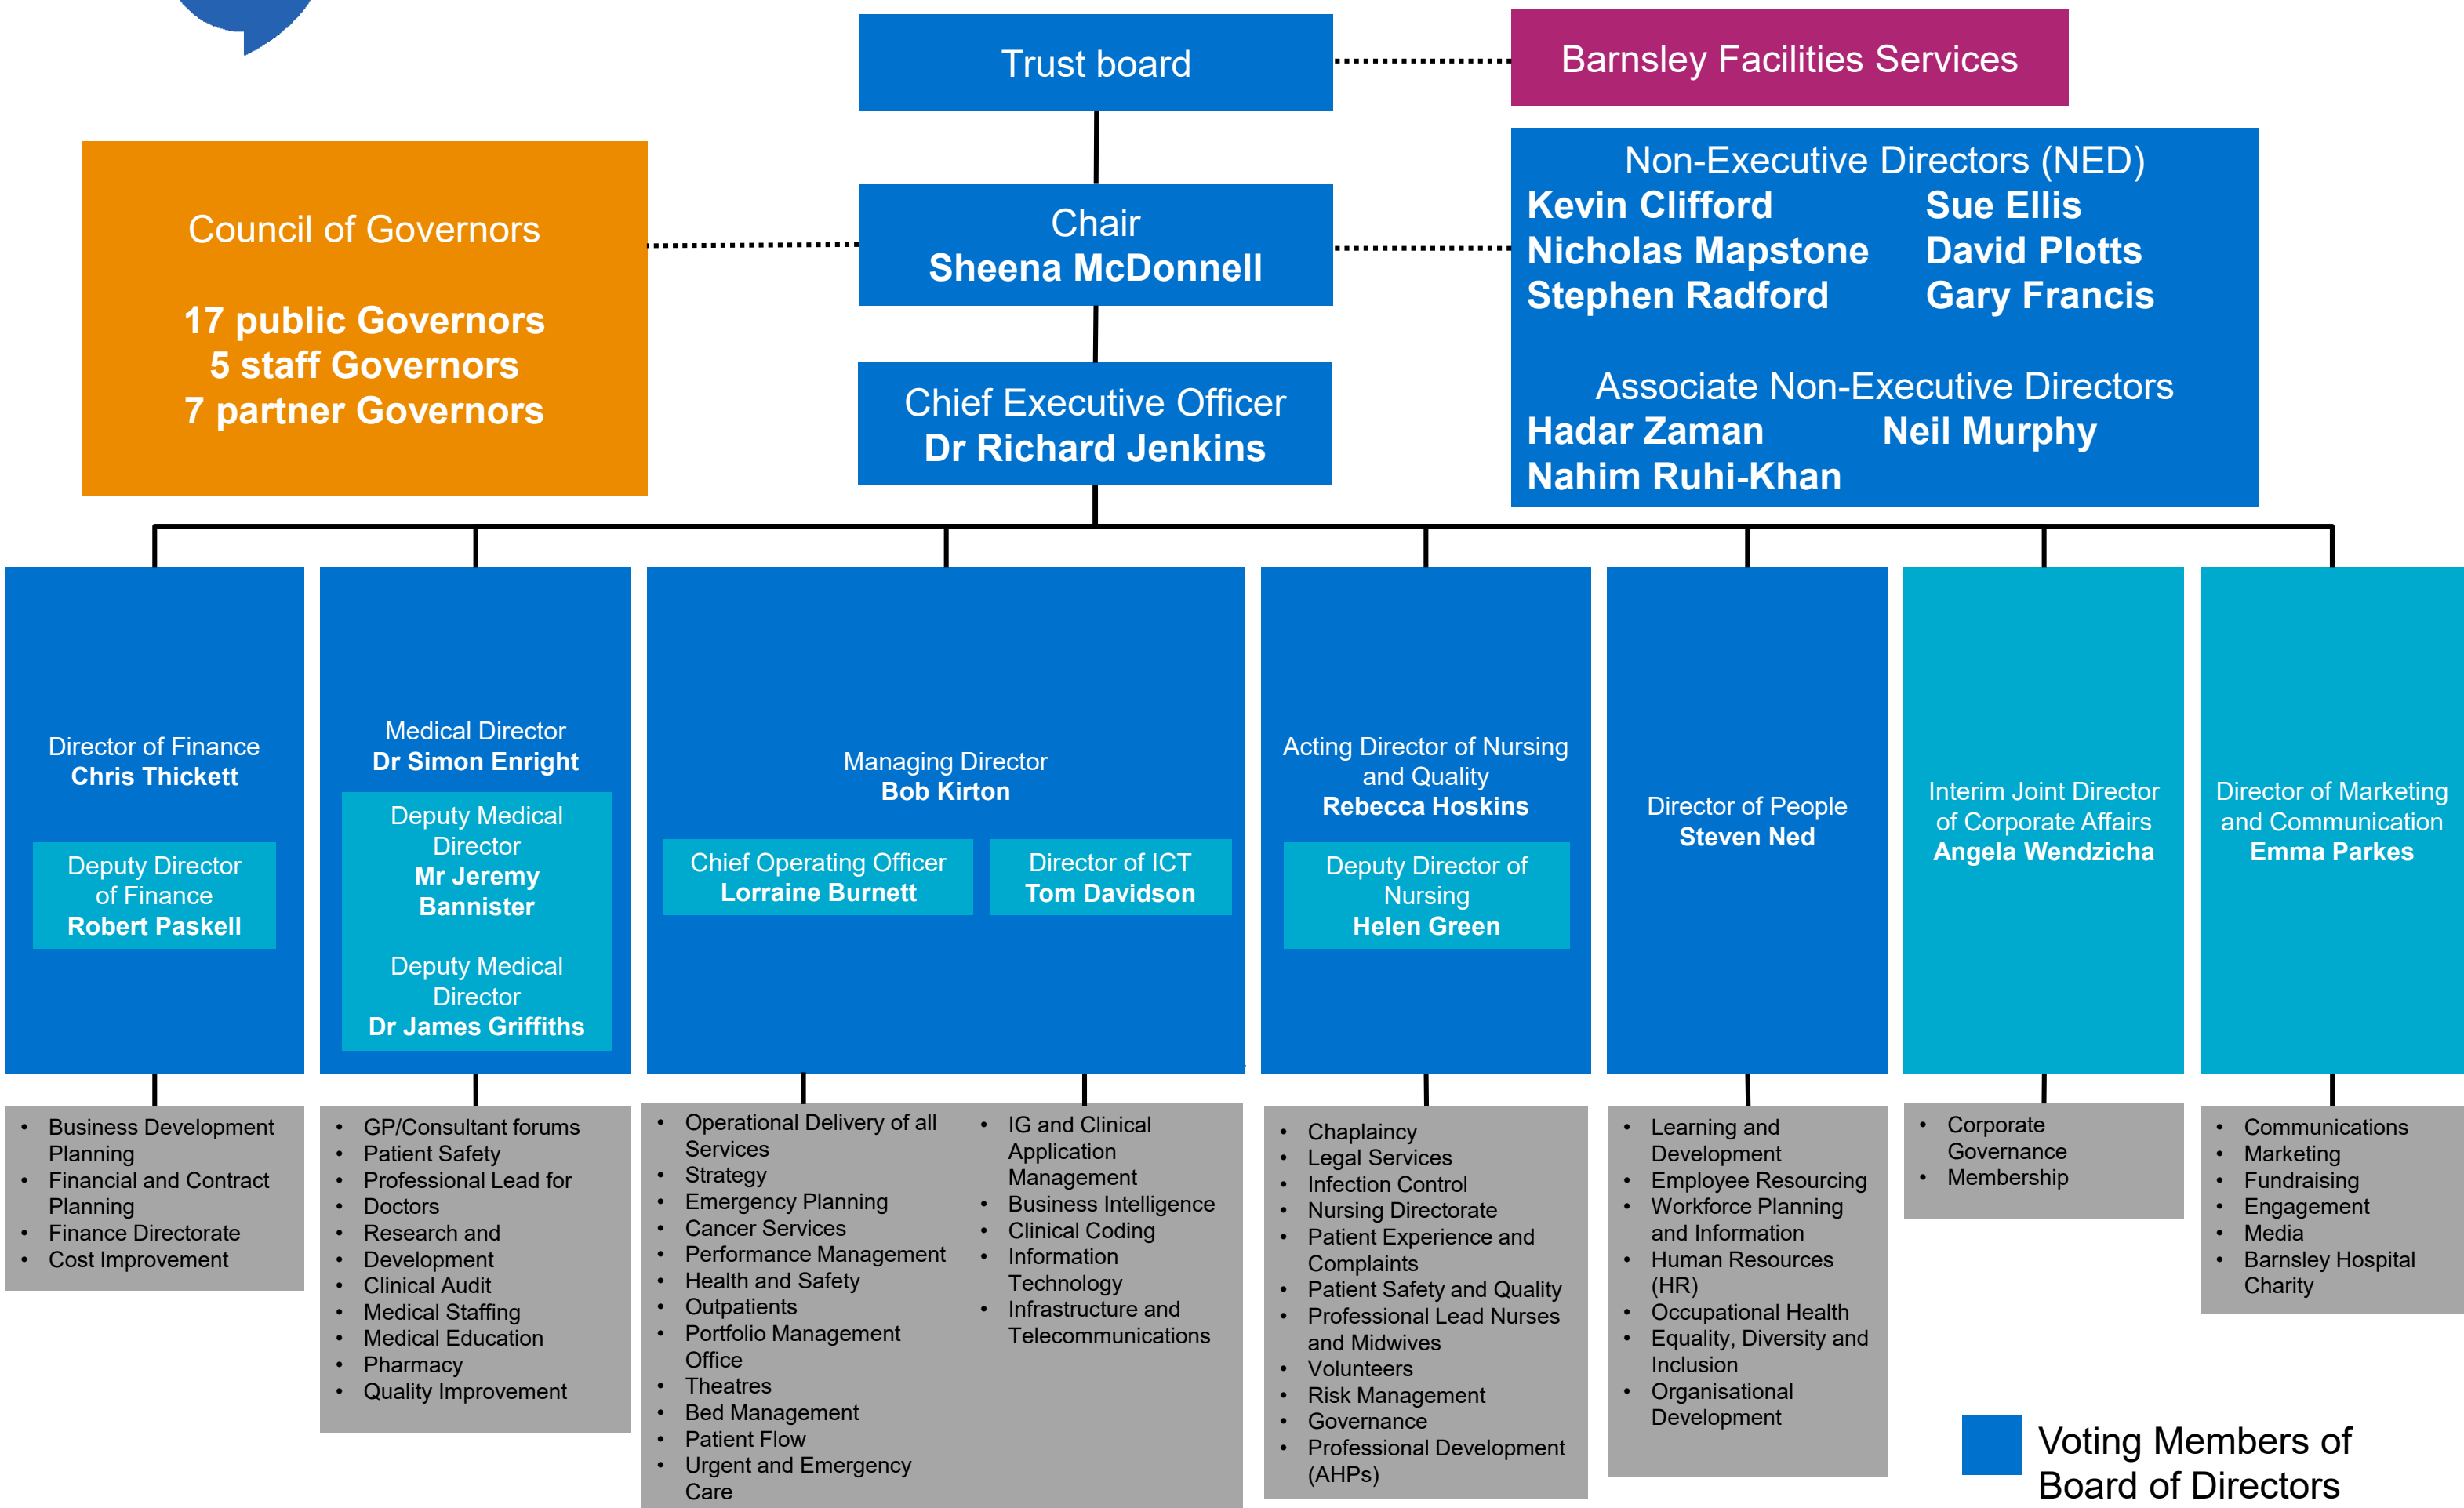 Trust board
Barnsley Facilities Services
Council of Governors
17 public Governors
5 staff Governors
7 partner Governors
Chair
Sheena McDonnell
Non-Executive Directors (NED)
Kevin Clifford Sue Ellis
Nicholas Mapstone David Plotts
Stephen Radford Gary Francis
Associate Non-Executive Directors
Hadar Zaman Neil Murphy
Nahim Ruhi-Khan
Chief Executive Officer
Dr Richard Jenkins
Director of Finance
Chris Thickett
Deputy Director
of Finance
Robert Paskell
Medical Director
Dr Simon Enright
Deputy Medical
Director
Mr Jeremy
Bannister
Deputy Medical
Director
Dr James Griffiths
Managing Director
Bob Kirton
Chief Operating Officer
Lorraine Burnett
Director of ICT
Tom Davidson
Acting Director of Nursing
and Quality
Rebecca Hoskins
Deputy Director of
Nursing
Helen Green
Director of People
Steven Ned
Interim Joint Director
of Corporate Affairs
Angela Wendzicha
Director of Marketing
and Communication
Emma Parkes
• Business Development
Planning
• Financial and Contract
Planning
• Finance Directorate
• Cost Improvement
• GP/Consultant forums
• Patient Safety
• Professional Lead for
• Doctors
• Research and
• Development
• Clinical Audit
• Medical Staffing
• Medical Education
• Pharmacy
• Quality Improvement
• Operational Delivery of all
Services
• Strategy
• Emergency Planning
• Cancer Services
• Performance Management
• Health and Safety
• Outpatients
• Portfolio Management
Office
• Theatres
• Bed Management
• Patient Flow
• Urgent and Emergency
Care
• IG and Clinical
Application
Management
• Business Intelligence
• Clinical Coding
• Information
Technology
• Infrastructure and
Telecommunications
• Chaplaincy
• Legal Services
• Infection Control
• Nursing Directorate
• Patient Experience and
Complaints
• Patient Safety and Quality
• Professional Lead Nurses
and Midwives
• Volunteers
• Risk Management
• Governance
• Professional Development
(AHPs)
• Learning and
Development
• Employee Resourcing
• Workforce Planning
and Information
• Human Resources
(HR)
• Occupational Health
• Equality, Diversity and
Inclusion
• Organisational
Development
• Corporate
Governance
• Membership
• Communications
• Marketing
• Fundraising
• Engagement
• Media
• Barnsley Hospital
Charity
Voting Members of
Board of Directors